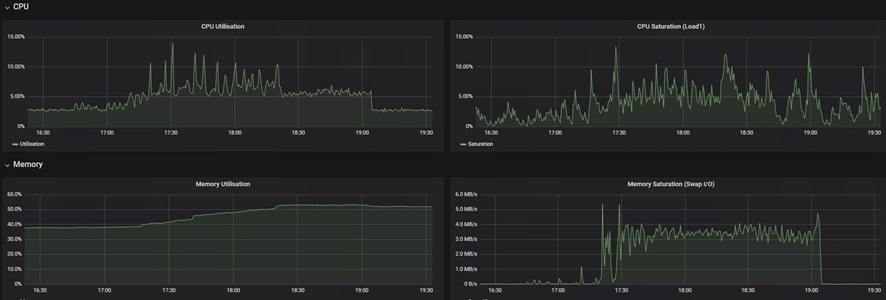 CPU
CPU Utilisation
15.00%
10.00%
5.00%
0%
16:30 17:00 17:30 18:00 18:30 19:00 19:30
Utilisation
CPU Saturation (Load1)
15.00%
10.00%
5.00%
0%
16:30 17:00 17:30 18:00 18:30 19:00 19:30
Saturation
Memory
Memory Utilisation
60.0%
50.0%
40.0%
30.0%
20.0%
10.0%
0%
16:30 17:00 17:30 18:00 18:30 19:00 19:30
Memory Saturation (Swap I/O)
6.0 MB/s
5.0 MB/s
4.0 MB/s
3.0 MB/s
2.0 MB/s
1.0 MB/s
0 B/s
16:30 17:00 17:30 18:00 18:30 19:00 19:30